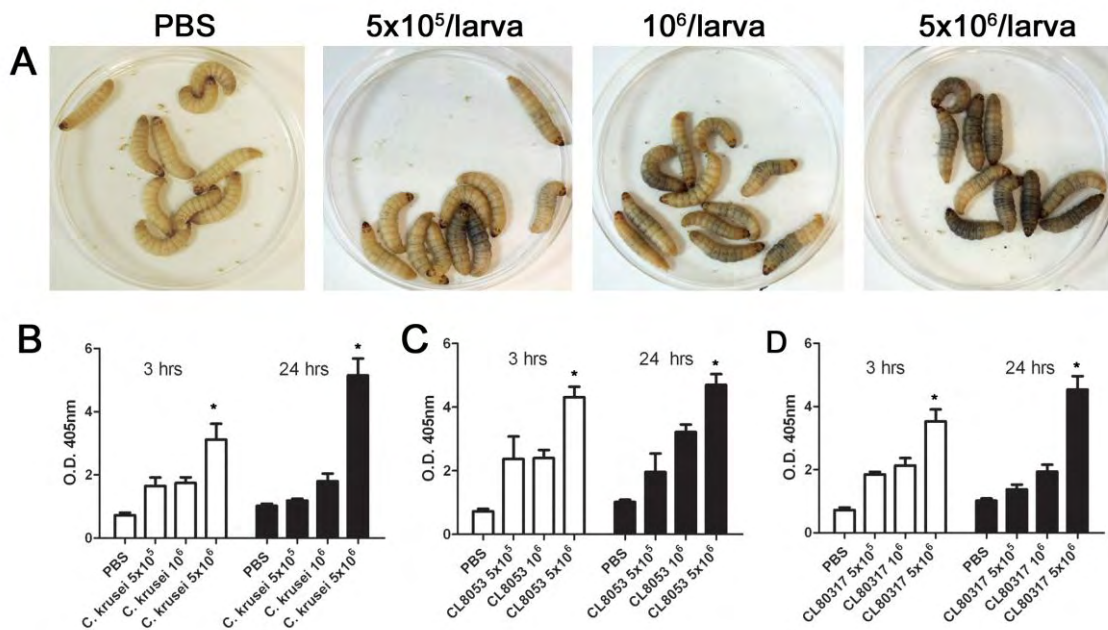 PBS 5x10⁵/larva 10⁶/larva 5x10⁶/larva
A
B
6
4
2
0
O.D. 405nm
3 hrs 24 hrs
* *
PBS
C. krusei 5x10⁵
C. krusei 10⁶
C. krusei 5x10⁶
PBS
C. krusei 5x10⁵
C. krusei 10⁶
C. krusei 5x10⁶
C
6
4
2
0
O.D. 405nm
3 hrs 24 hrs
* *
PBS
CL8053 5x10⁵
CL8053 10⁶
CL8053 5x10⁶
PBS
CL8053 5x10⁵
CL8053 10⁶
CL8053 5x10⁶
D
6
4
2
0
O.D. 405nm
3 hrs 24 hrs
* *
PBS
CL80317 5x10⁵
CL80317 10⁶
CL80317 5x10⁶
PBS
CL80317 5x10⁵
CL80317 10⁶
CL80317 5x10⁶